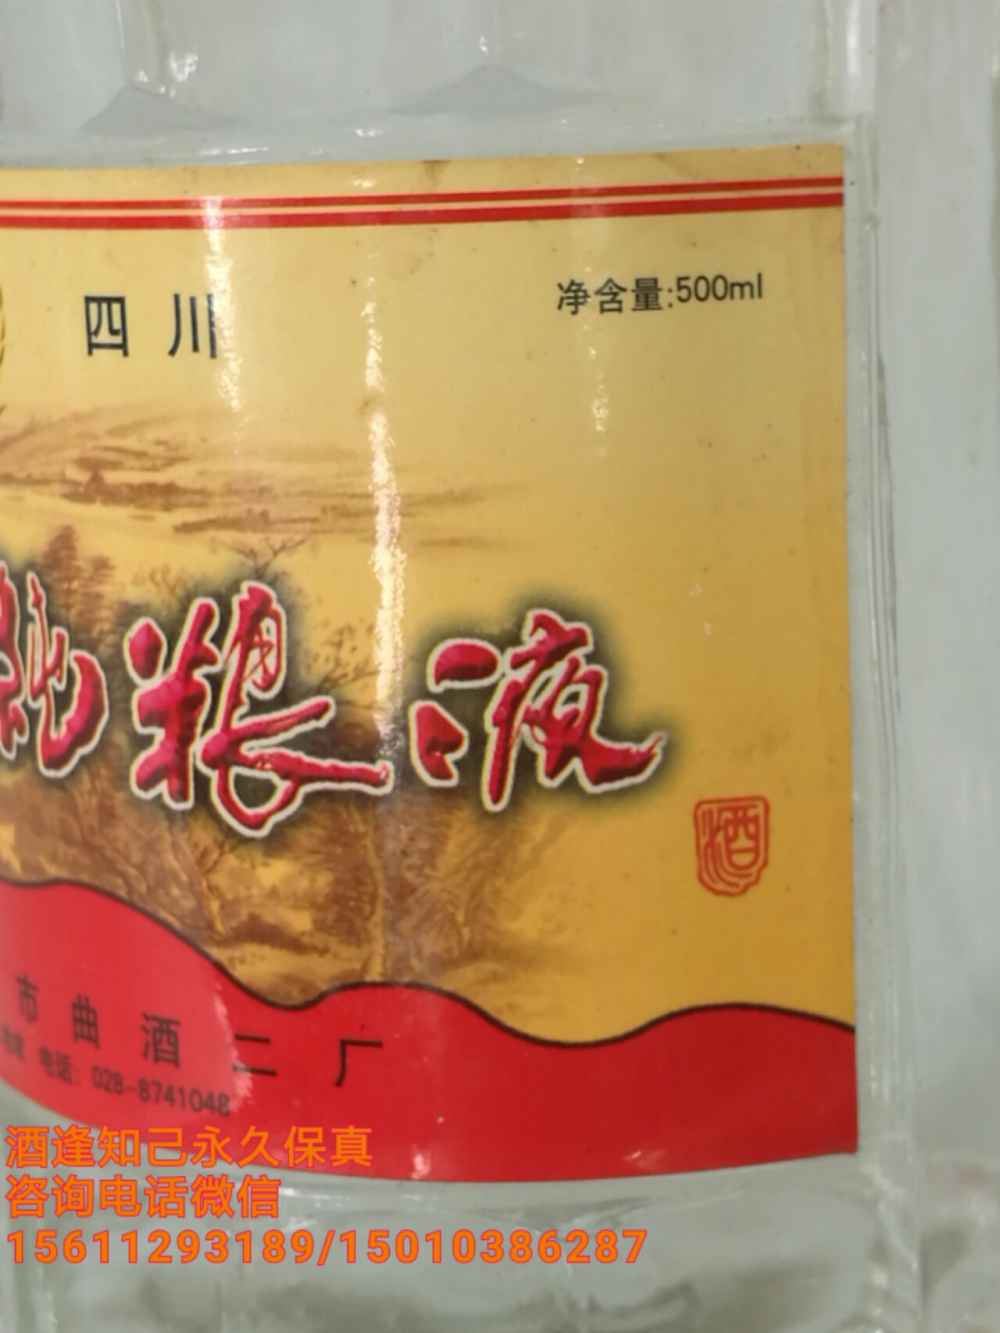 四川
净含量:500ml
纯粮液
酒
市曲酒二厂
电话: 028-8741048
酒逢知己永久保真
咨询电话微信
15611293189/15010386287